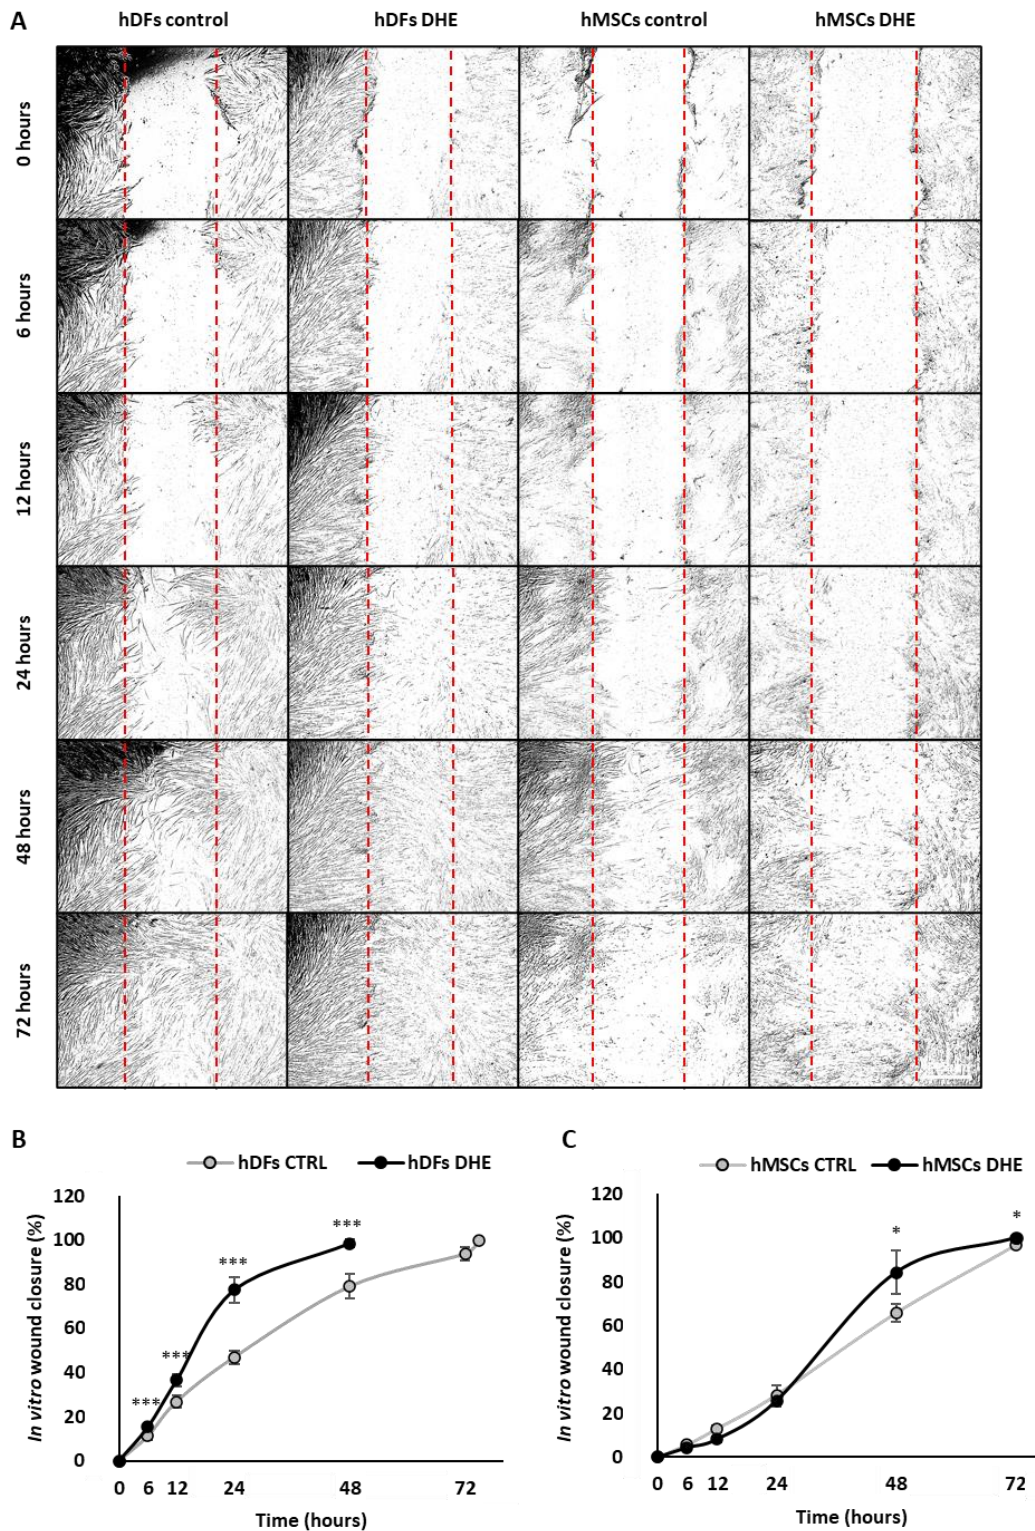 A
hDFs control
hDFs DHE
hMSCs control
hMSCs DHE
0 hours
6 hours
12 hours
24 hours
48 hours
72 hours
B
hDFs CTRL
hDFs DHE
In vitro wound closure (%)
120
100
80
60
40
20
0
***
***
***
***
0 6 12 24 48 72
Time (hours)
C
hMSCs CTRL
hMSCs DHE
In vitro wound closure (%)
120
100
80
60
40
20
0
*
*
0 6 12 24 48 72
Time (hours)